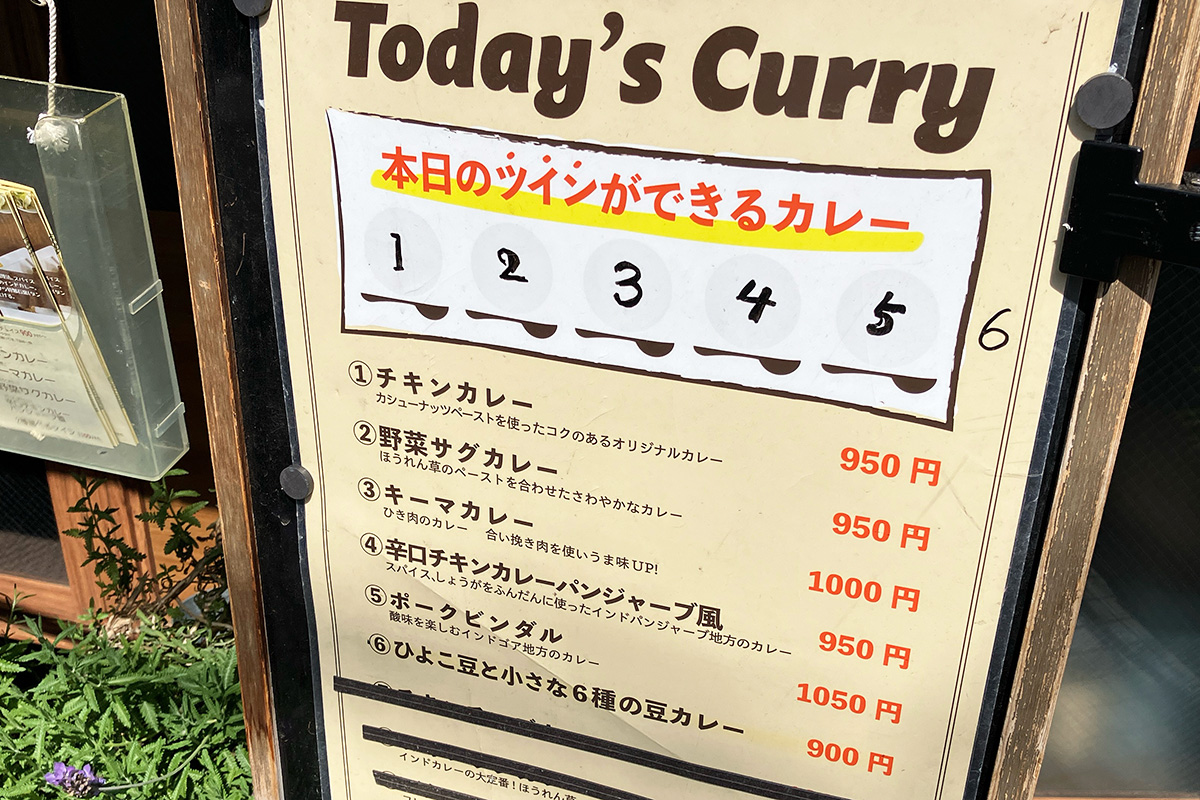 Today's Curry
本日のツインができるカレー
1 2 3 4 5 6
①チキンカレー
カシューナッツペーストを使ったコクのあるオリジナルカレー
950円
②野菜サグカレー
ほうれん草のペーストを合わせたさわやかなカレー
950円
③キーマカレー
ひき肉のカレー 合い挽き肉を使いうま味UP!
1000円
④辛口チキンカレーパンジャーブ風
スパイス、しょうがをふんだんに使ったインドパンジャーブ地方のカレー
950円
⑤ポークビンダル
酸味を楽しむインドゴア地方のカレー
1050円
⑥ひよこ豆と小さな6種の豆カレー
900円
インドカレーの大定番！ほうれん草